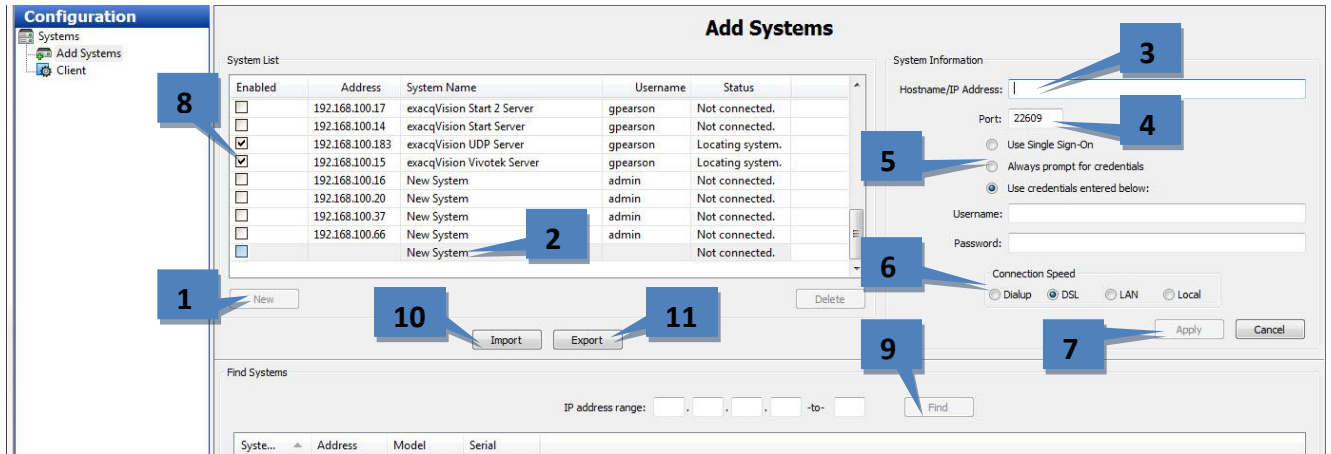 Configuration
Systems
Add Systems
Client
Add Systems
System List
Enabled Address System Name Username Status
192.168.100.17 exacqVision Start 2 Server gpearson Not connected.
192.168.100.14 exacqVision Start Server gpearson Not connected.
192.168.100.183 exacqVision UDP Server gpearson Locating system.
192.168.100.15 exacqVision Vivotek Server gpearson Locating system.
192.168.100.16 New System admin Not connected.
192.168.100.20 New System admin Not connected.
192.168.100.37 New System admin Not connected.
192.168.100.66 New System admin Not connected.
New System Not connected.
8
2
1
New
Delete
10
11
Import Export
System Information
3
Hostname/IP Address:
Port: 22609
4
Use Single Sign-On
5
Always prompt for credentials
Use credentials entered below:
Username:
Password:
6
Connection Speed
Dialup DSL LAN Local
Apply Cancel
7
9
Find Systems
IP address range: . . . -to- Find
Syste... Address Model Serial